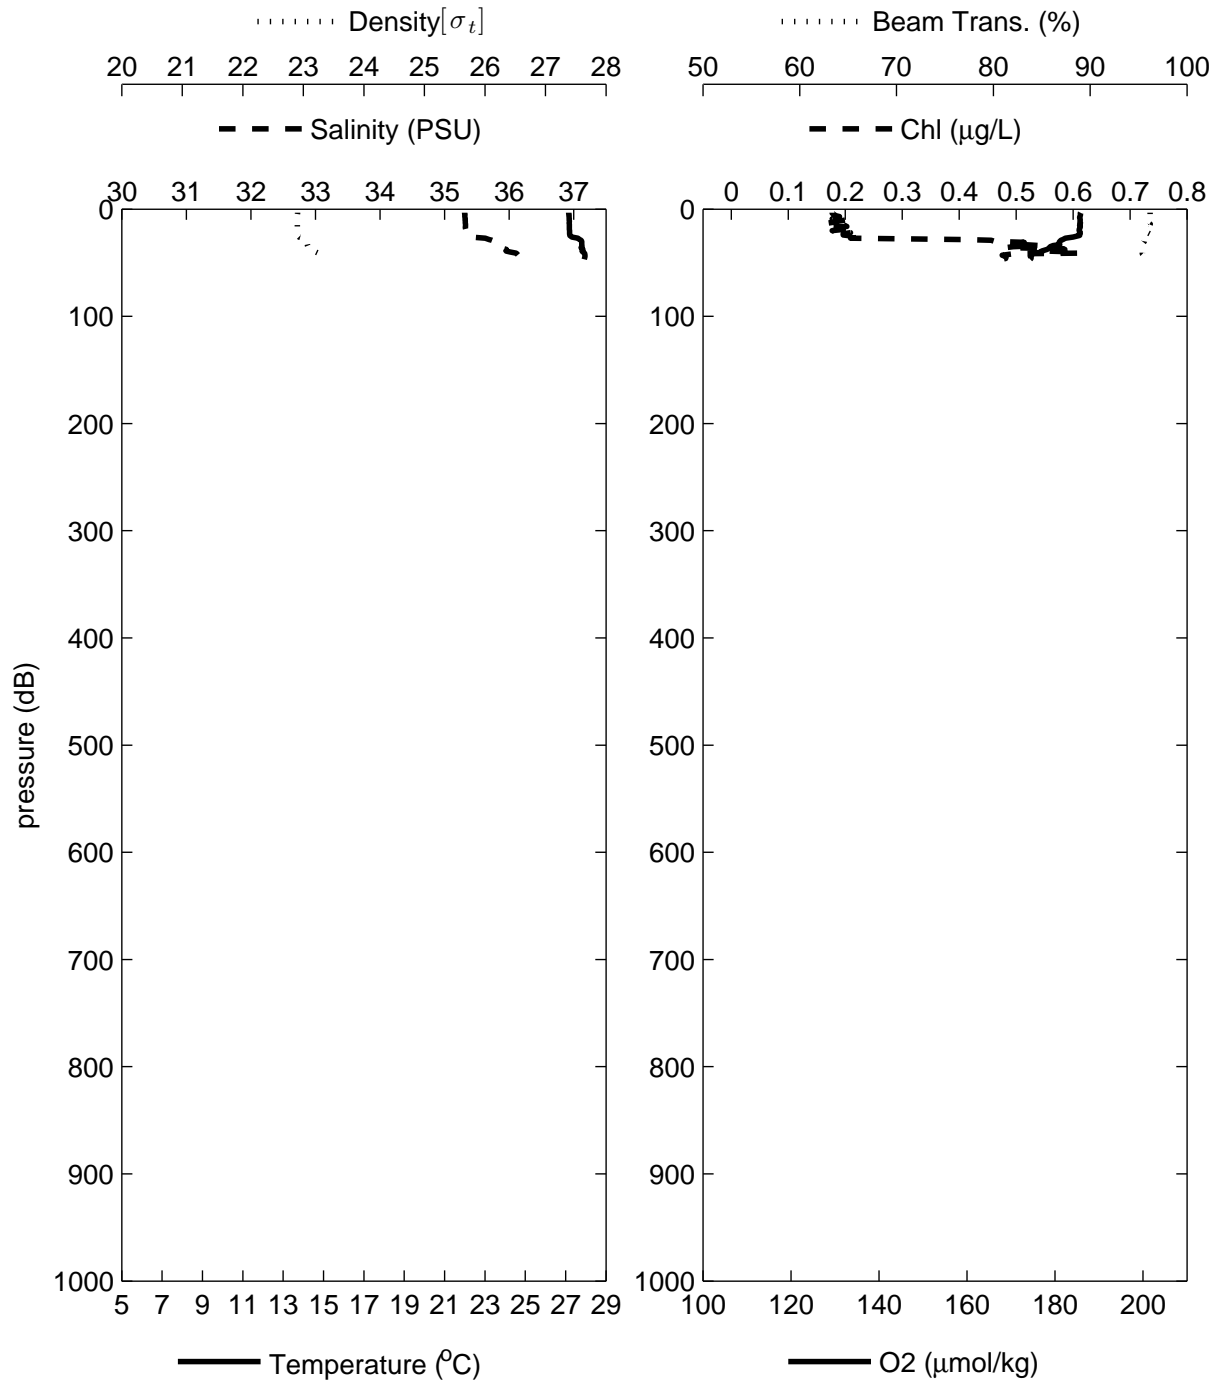 Density[σt] Beam Trans. (%)
20 21 22 23 24 25 26 27 28 50 60 70 80 90 100
Salinity (PSU) Chl (μg/L)
30 31 32 33 34 35 36 37 0 0.1 0.2 0.3 0.4 0.5 0.6 0.7 0.8
0 0
100 100
200 200
300 300
400 400
pressure (dB)
500 500
600 600
700 700
800 800
900 900
1000 1000
5 7 9 11 13 15 17 19 21 23 25 27 29 100 120 140 160 180 200
Temperature (°C) O2 (μmol/kg)